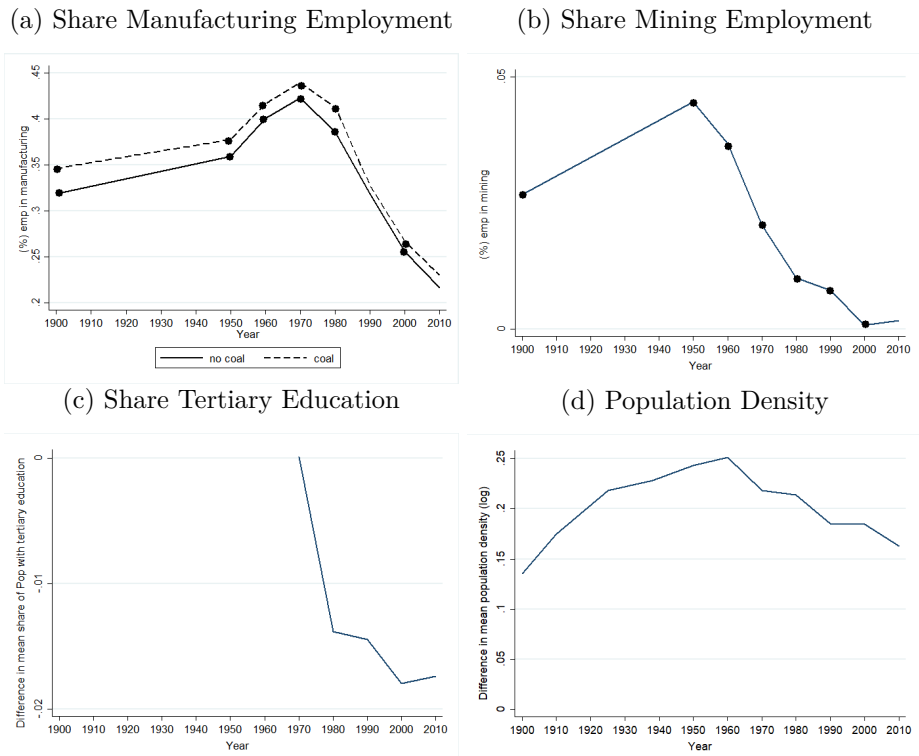 (a) Share Manufacturing Employment
(%) emp in manufacturing
.45
.4
.35
.3
.25
.2
1900 1910 1920 1930 1940 1950 1960 1970 1980 1990 2000 2010
Year
no coal coal
(b) Share Mining Employment
(%) emp in mining
.05
0
1900 1910 1920 1930 1940 1950 1960 1970 1980 1990 2000 2010
Year
(c) Share Tertiary Education
Difference in mean share of Pop with tertiary education
0
-.01
-.02
1900 1910 1920 1930 1940 1950 1960 1970 1980 1990 2000 2010
Year
(d) Population Density
Difference in mean population density (log)
.25
.2
.15
.1
.05
0
1900 1910 1920 1930 1940 1950 1960 1970 1980 1990 2000 2010
Year